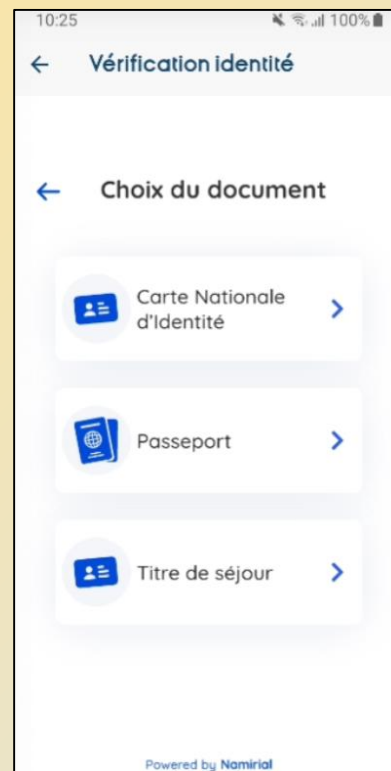 10:25 100%
Vérification identité
Choix du document
Carte Nationale
d'Identité
Passeport
Titre de séjour
Powered by Namirial